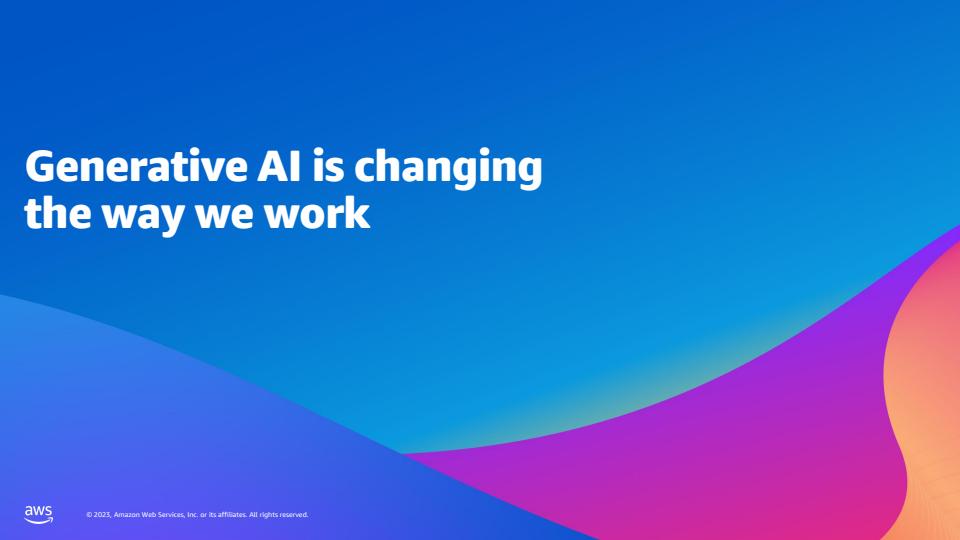 Generative AI is changing
the way we work
aws
© 2023, Amazon Web Services, Inc. or its affiliates. All rights reserved.